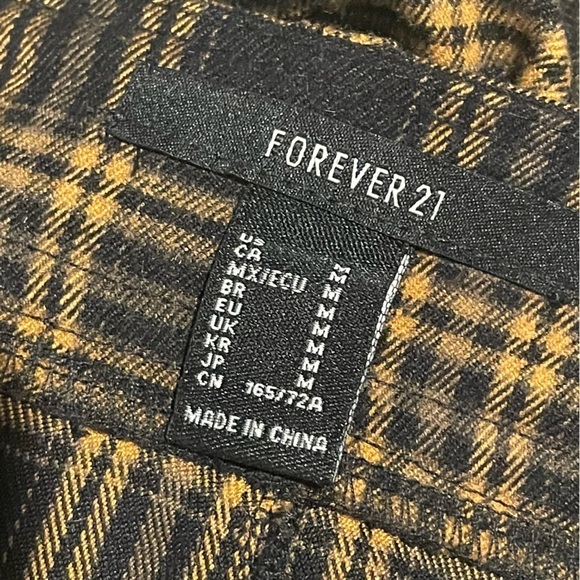 FOREVER 21
US M
CA M
MX/ECU M
BR M
EU M
UK M
KR M
JP M
CN 165/72A
MADE IN CHINA